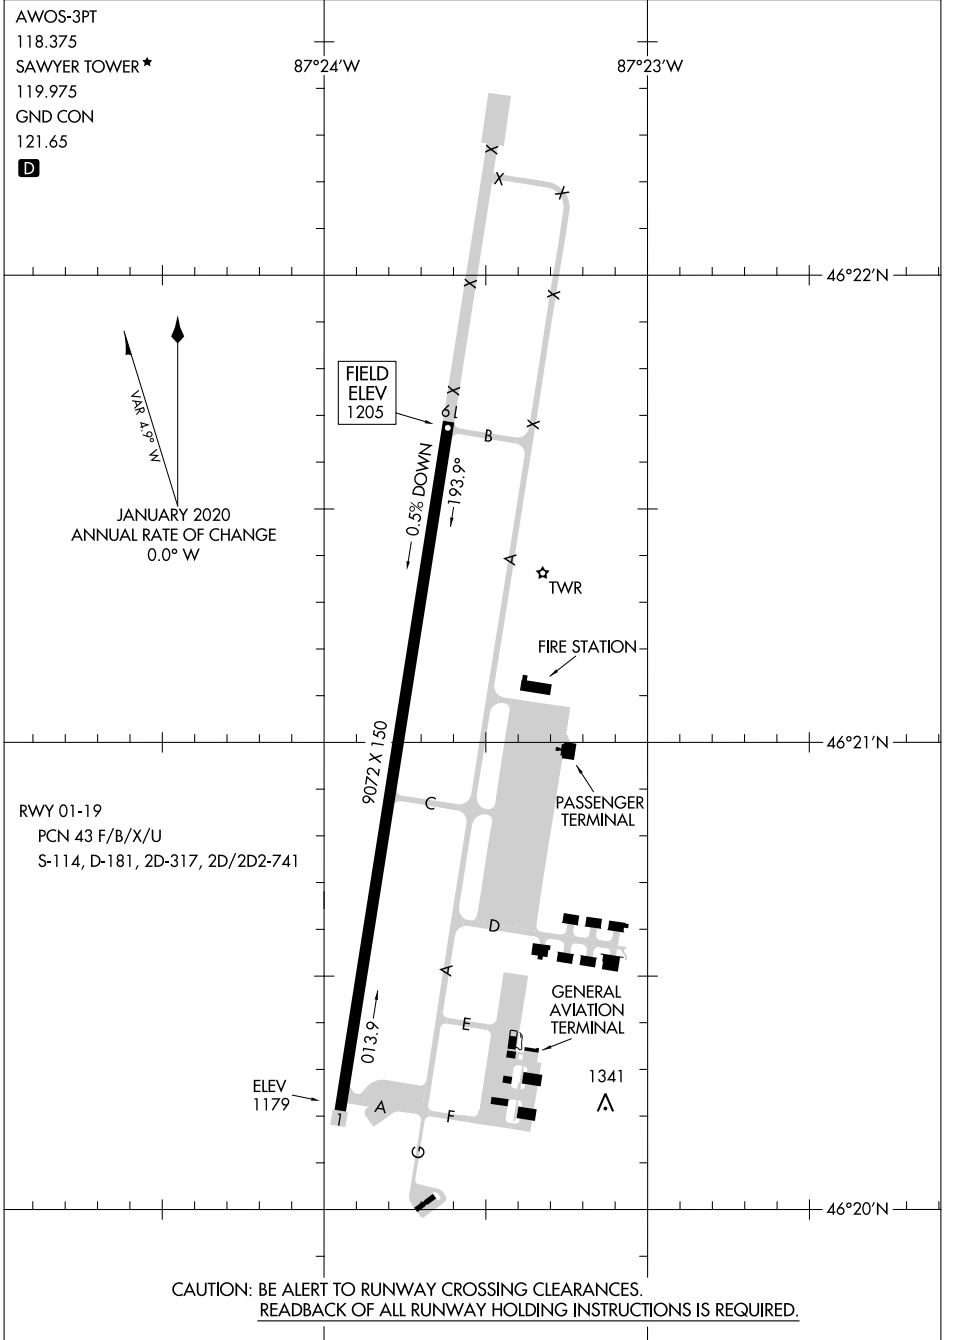 AWOS-3PT
118.375
SAWYER TOWER★
119.975
GND CON
121.65
D
87°24'W
87°23'W
X
X
X
46°22'N
X
X
VAR 4.9° W
JANUARY 2020
ANNUAL RATE OF CHANGE
0.0° W
FIELD
ELEV
1205
X
19
X
B
0.5% DOWN
193.9°
A
TWR
FIRE STATION
9072 X 150
46°21'N
PASSENGER
TERMINAL
C
RWY 01-19
PCN 43 F/B/X/U
S-114, D-181, 2D-317, 2D/2D2-741
D
A
GENERAL
AVIATION
TERMINAL
E
013.9
1341
ELEV
1179
A
F
1
G
46°20'N
CAUTION: BE ALERT TO RUNWAY CROSSING CLEARANCES.
READBACK OF ALL RUNWAY HOLDING INSTRUCTIONS IS REQUIRED.